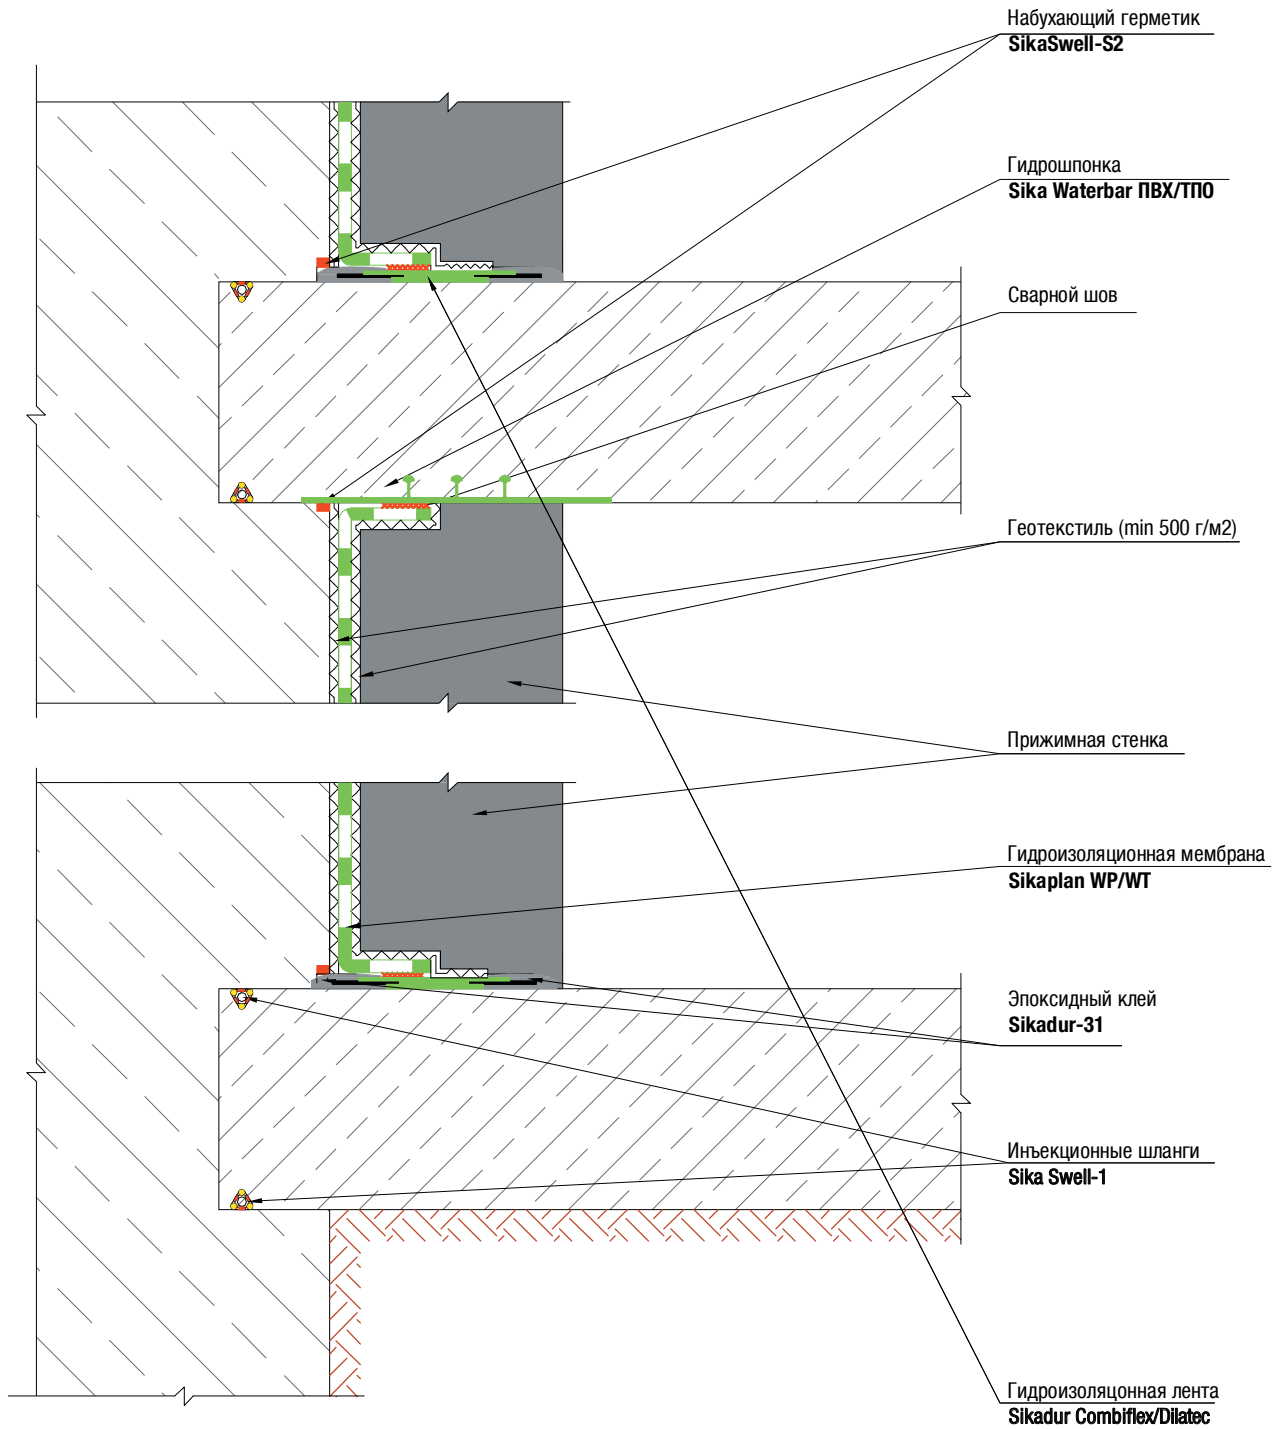 Набухающий герметик
SikaSwell-S2
Гидрошпонка
Sika Waterbar ПВХ/ТПО
Сварной шов
Геотекстиль (min 500 г/м2)
Прижимная стенка
Гидроизоляционная мембрана
Sikaplan WP/WT
Эпоксидный клей
Sikadur-31
Инъекционные шланги
Sika Swell-1
Гидроизоляцонная лента
Sikadur Combiflex/Dilatec